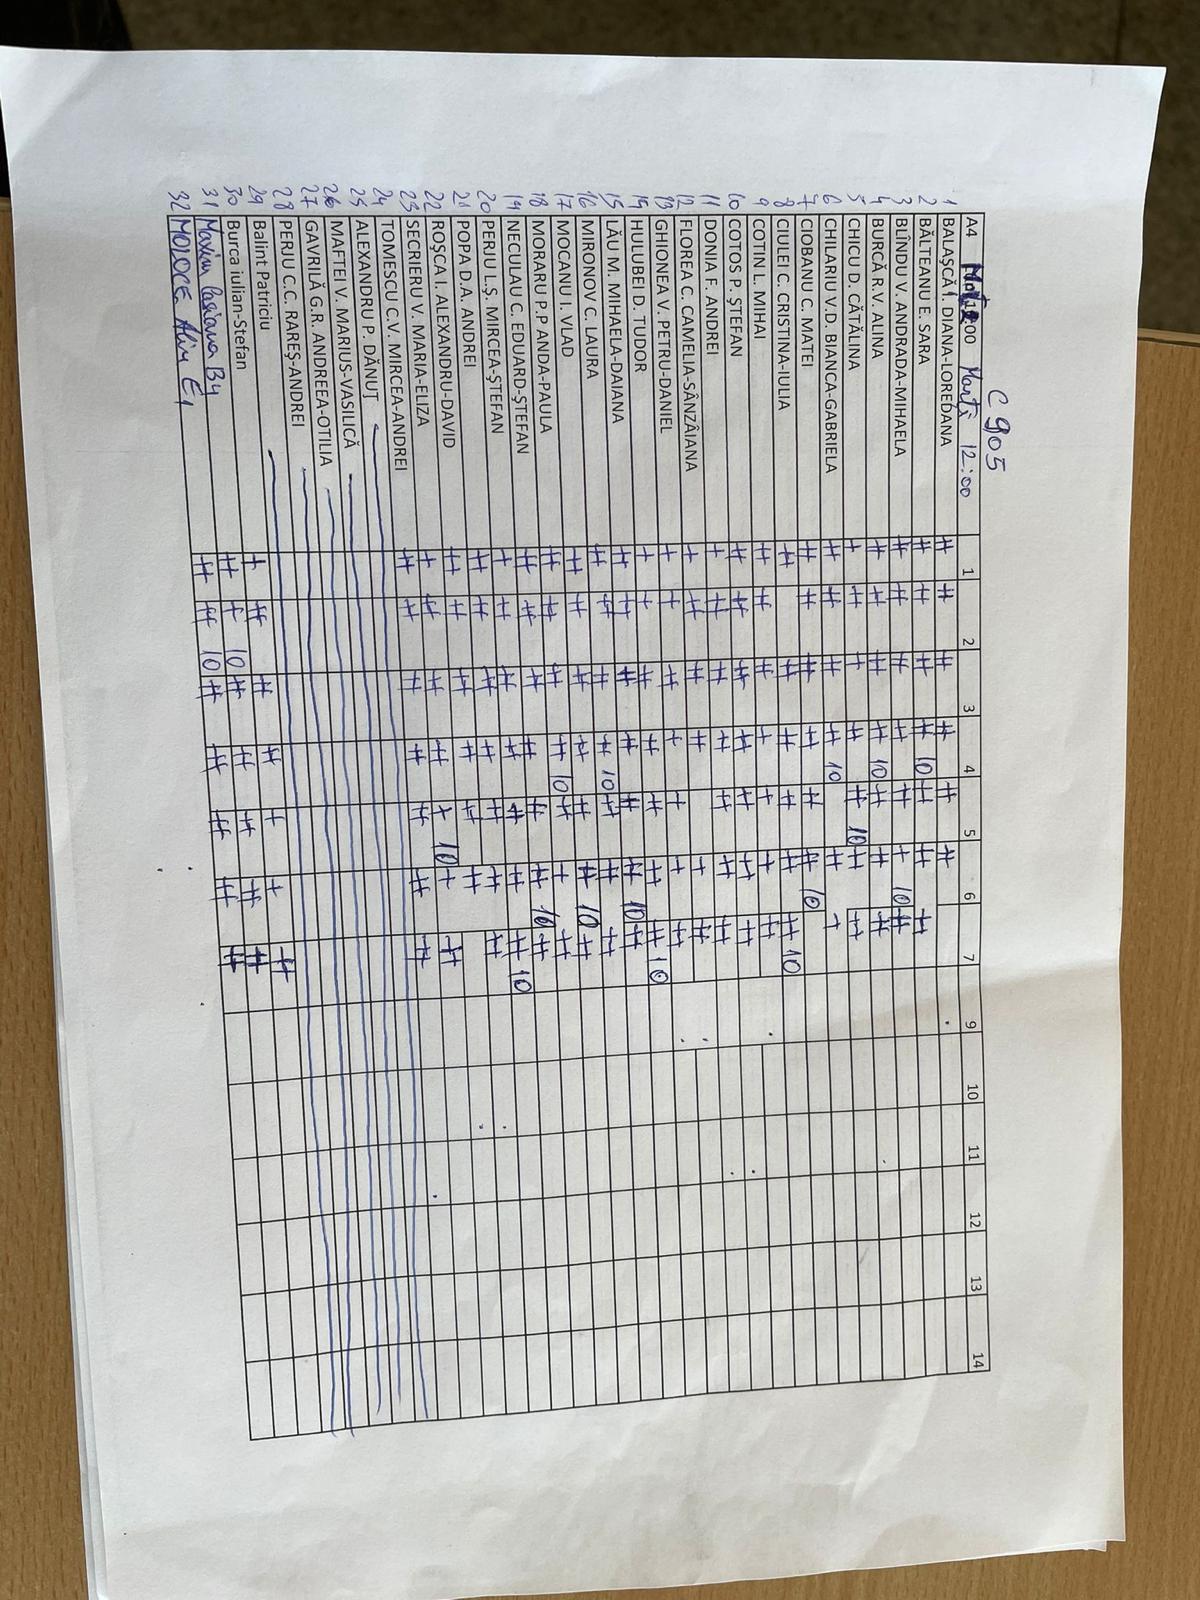 C 905
A4 Marți 12:00 1 2 3 4 5 6 7 9 10 11 12 13 14
1 BALAŞCĂ I. DIANA-LOREDANA # # # # # #
2 BĂLTEANU E. SARA # # # # 10 # # #
3 BLÎNDU V. ANDRADA-MIHAELA # # # # # + 10 #
4 BURCĂ R.V. ALINA # # # # 10 # # #
5 CHICU D. CĂTĂLINA + # + # # 10 # #
6 CHILARIU V.D. BIANCA-GABRIELA # # # # 10 # +
7 CIOBANU C. MATEI # # # # # # 10
8 CIULEI C. CRISTINA-IULIA # # # # # # 10
9 COTIN L. MIHAI # # # + + + #
10 COTOS P. ŞTEFAN # # # # # # #
11 DONIA F. ANDREI + # # # # # #
12 FLOREA C. CAMELIA-SÂNZÂIANA + # # # + #
13 GHIONEA V. PETRU-DANIEL + + # + + + #
14 HULUBEI D. TUDOR + + # # # # # 10
15 LĂU M. MIHAELA-DAIANA + # # # # # 10 #
16 MIRONOV C. LAURA # # # # 10 # # #
17 MOCANU I. VLAD # # # # # # 10 #
18 MORARU P.P ANDA-PAULA # # # # 10 # + #
19 NECULAU C. EDUARD-ŞTEFAN # # # # # # 10 #
20 PERJU L.Ş. MIRCEA-ŞTEFAN + # # # # # # 10
21 POPA D.A. ANDREI # # # # # # #
22 ROŞCA I. ALEXANDRU-DAVID # # # # # #
23 SECRIERU V. MARIA-ELIZA + # # # + 10 + #
24 TOMESCU C.V. MIRCEA-ANDREI # # # # # # #
25 ALEXANDRU P. DĂNUŢ
26 MAFTEI V. MARIUS-VASILICĂ
27 GAVRILĂ G.R. ANDREEA-OTILIA
28 PERJU C.C. RAREŞ-ANDREI
29 Balint Patriciu
30 Burca iulian-Stefan + # # # + + #
31 Maxim Casiana B4 # + 10 # # # # #
32 MOLOCE Alin E1 # # 10 # # # # #